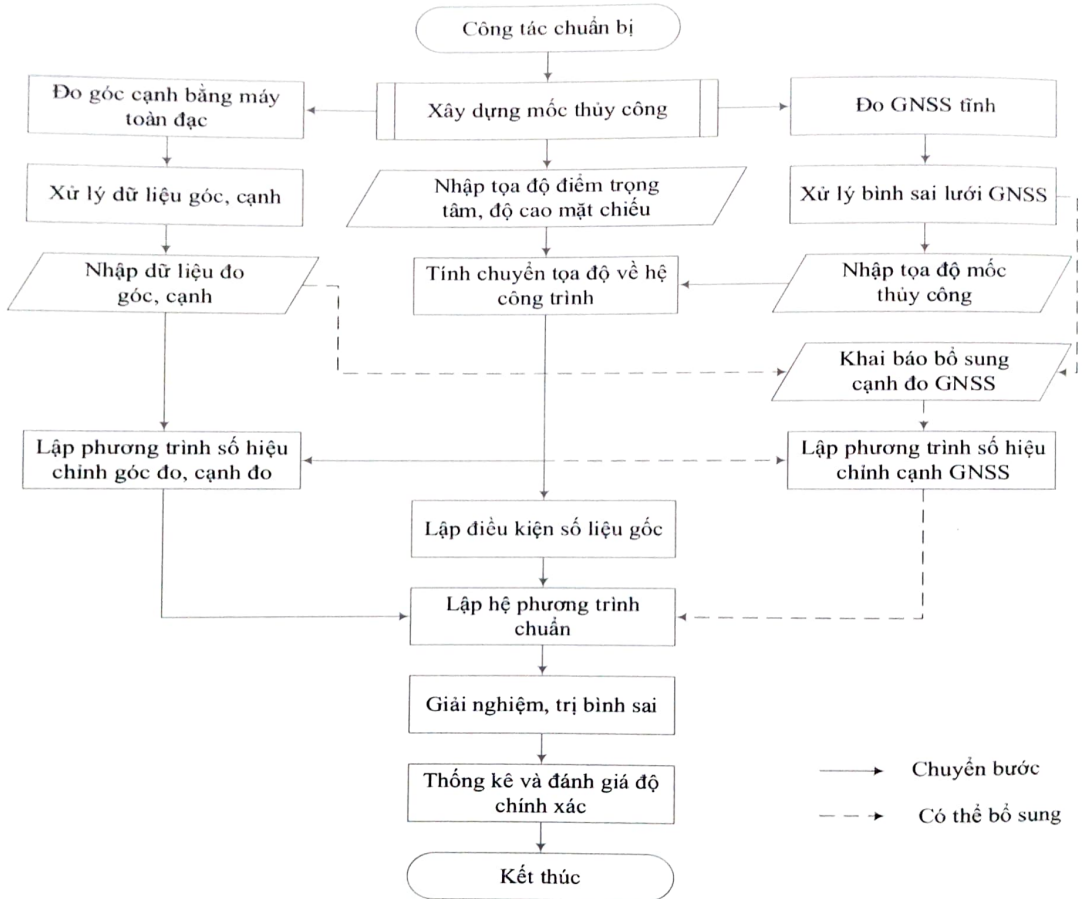 Công tác chuẩn bị
Đo góc cạnh bằng máy
toàn đạc
Xây dựng mốc thủy công
Đo GNSS tĩnh
Xử lý dữ liệu góc, cạnh
Nhập tọa độ điểm trọng
tâm, độ cao mặt chiếu
Xử lý bình sai lưới GNSS
Nhập dữ liệu đo
góc, cạnh
Tính chuyển tọa độ về hệ
công trình
Nhập tọa độ mốc
thủy công
Khai báo bổ sung
cạnh đo GNSS
Lập phương trình số hiệu
chỉnh góc đo, cạnh đo
Lập phương trình số hiệu
chỉnh cạnh GNSS
Lập điều kiện số liệu gốc
Lập hệ phương trình
chuẩn
Giải nghiệm, trị bình sai
Thống kê và đánh giá độ
chính xác
Kết thúc
Chuyển bước
Có thể bổ sung